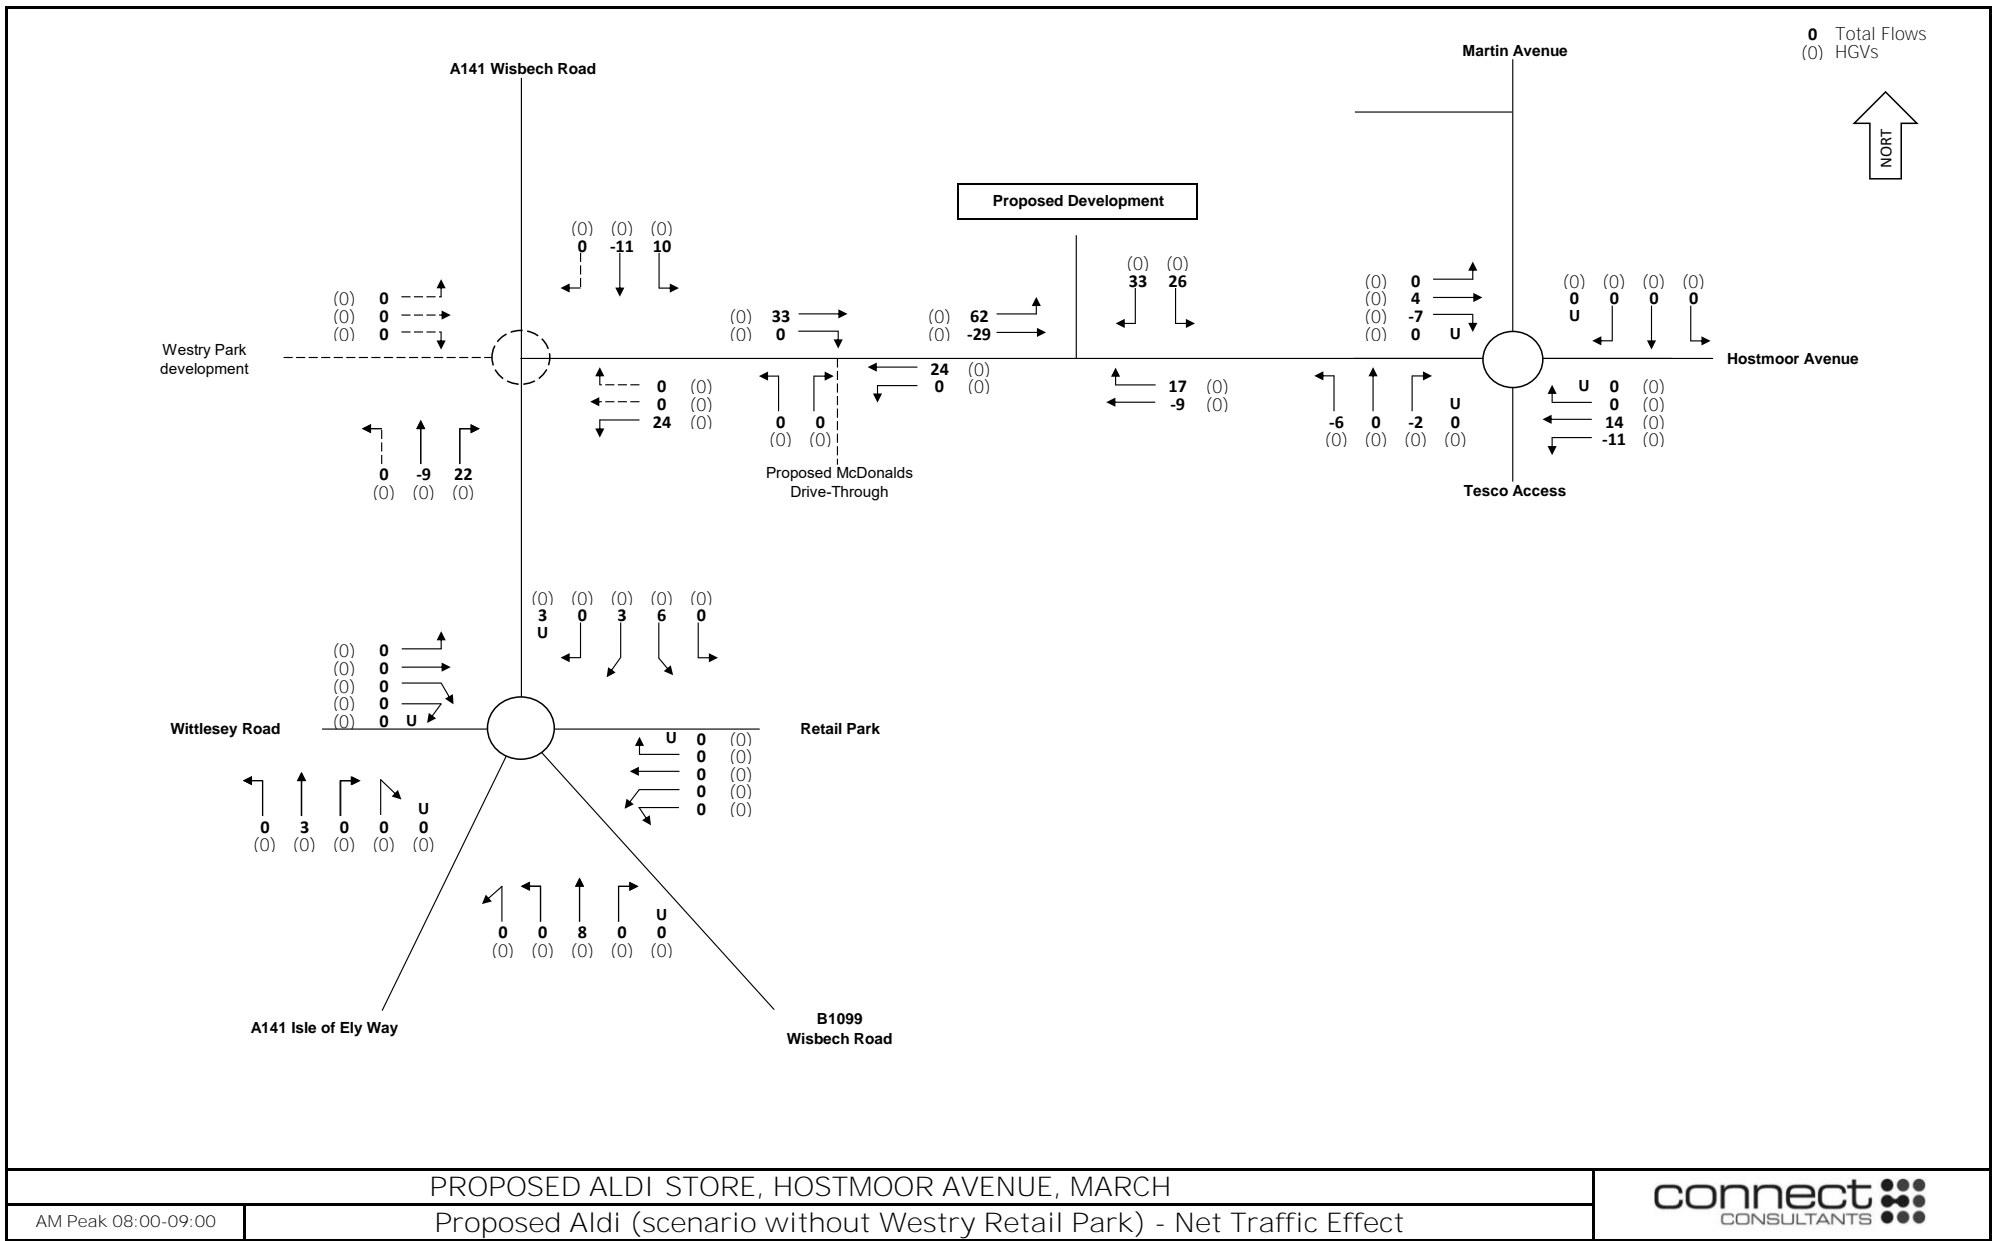 0 Total Flows
(0) HGVs
NORT
A141 Wisbech Road
Martin Avenue
Proposed Development
(0) (0) (0)
0 -11 10
(0) 0
(0) 0
(0) 0
Westry Park
development
(0) 33
(0) 0
(0) 62
(0) -29
(0) (0)
33 26
(0) 0
(0) 4
(0) -7
(0) 0 U
(0) (0) (0) (0)
0 0 0 0
U
Hostmoor Avenue
0 (0)
0 (0)
24 (0)
0 0
(0) (0)
24 (0)
0 (0)
17 (0)
-9 (0)
U
-6 0 -2 0
(0) (0) (0) (0)
U 0 (0)
0 (0)
14 (0)
-11 (0)
0 -9 22
(0) (0) (0)
Proposed McDonalds
Drive-Through
Tesco Access
(0) (0) (0) (0) (0)
3 0 3 6 0
U
(0) 0
(0) 0
(0) 0
(0) 0
(0) 0 U
Wittlesey Road
Retail Park
U 0 (0)
0 (0)
0 (0)
0 (0)
0 (0)
U
0 3 0 0 0
(0) (0) (0) (0) (0)
U
0 0 8 0 0
(0) (0) (0) (0) (0)
A141 Isle of Ely Way
B1099
Wisbech Road
PROPOSED ALDI STORE, HOSTMOOR AVENUE, MARCH
AM Peak 08:00-09:00
Proposed Aldi (scenario without Westry Retail Park) - Net Traffic Effect
connect
CONSULTANTS